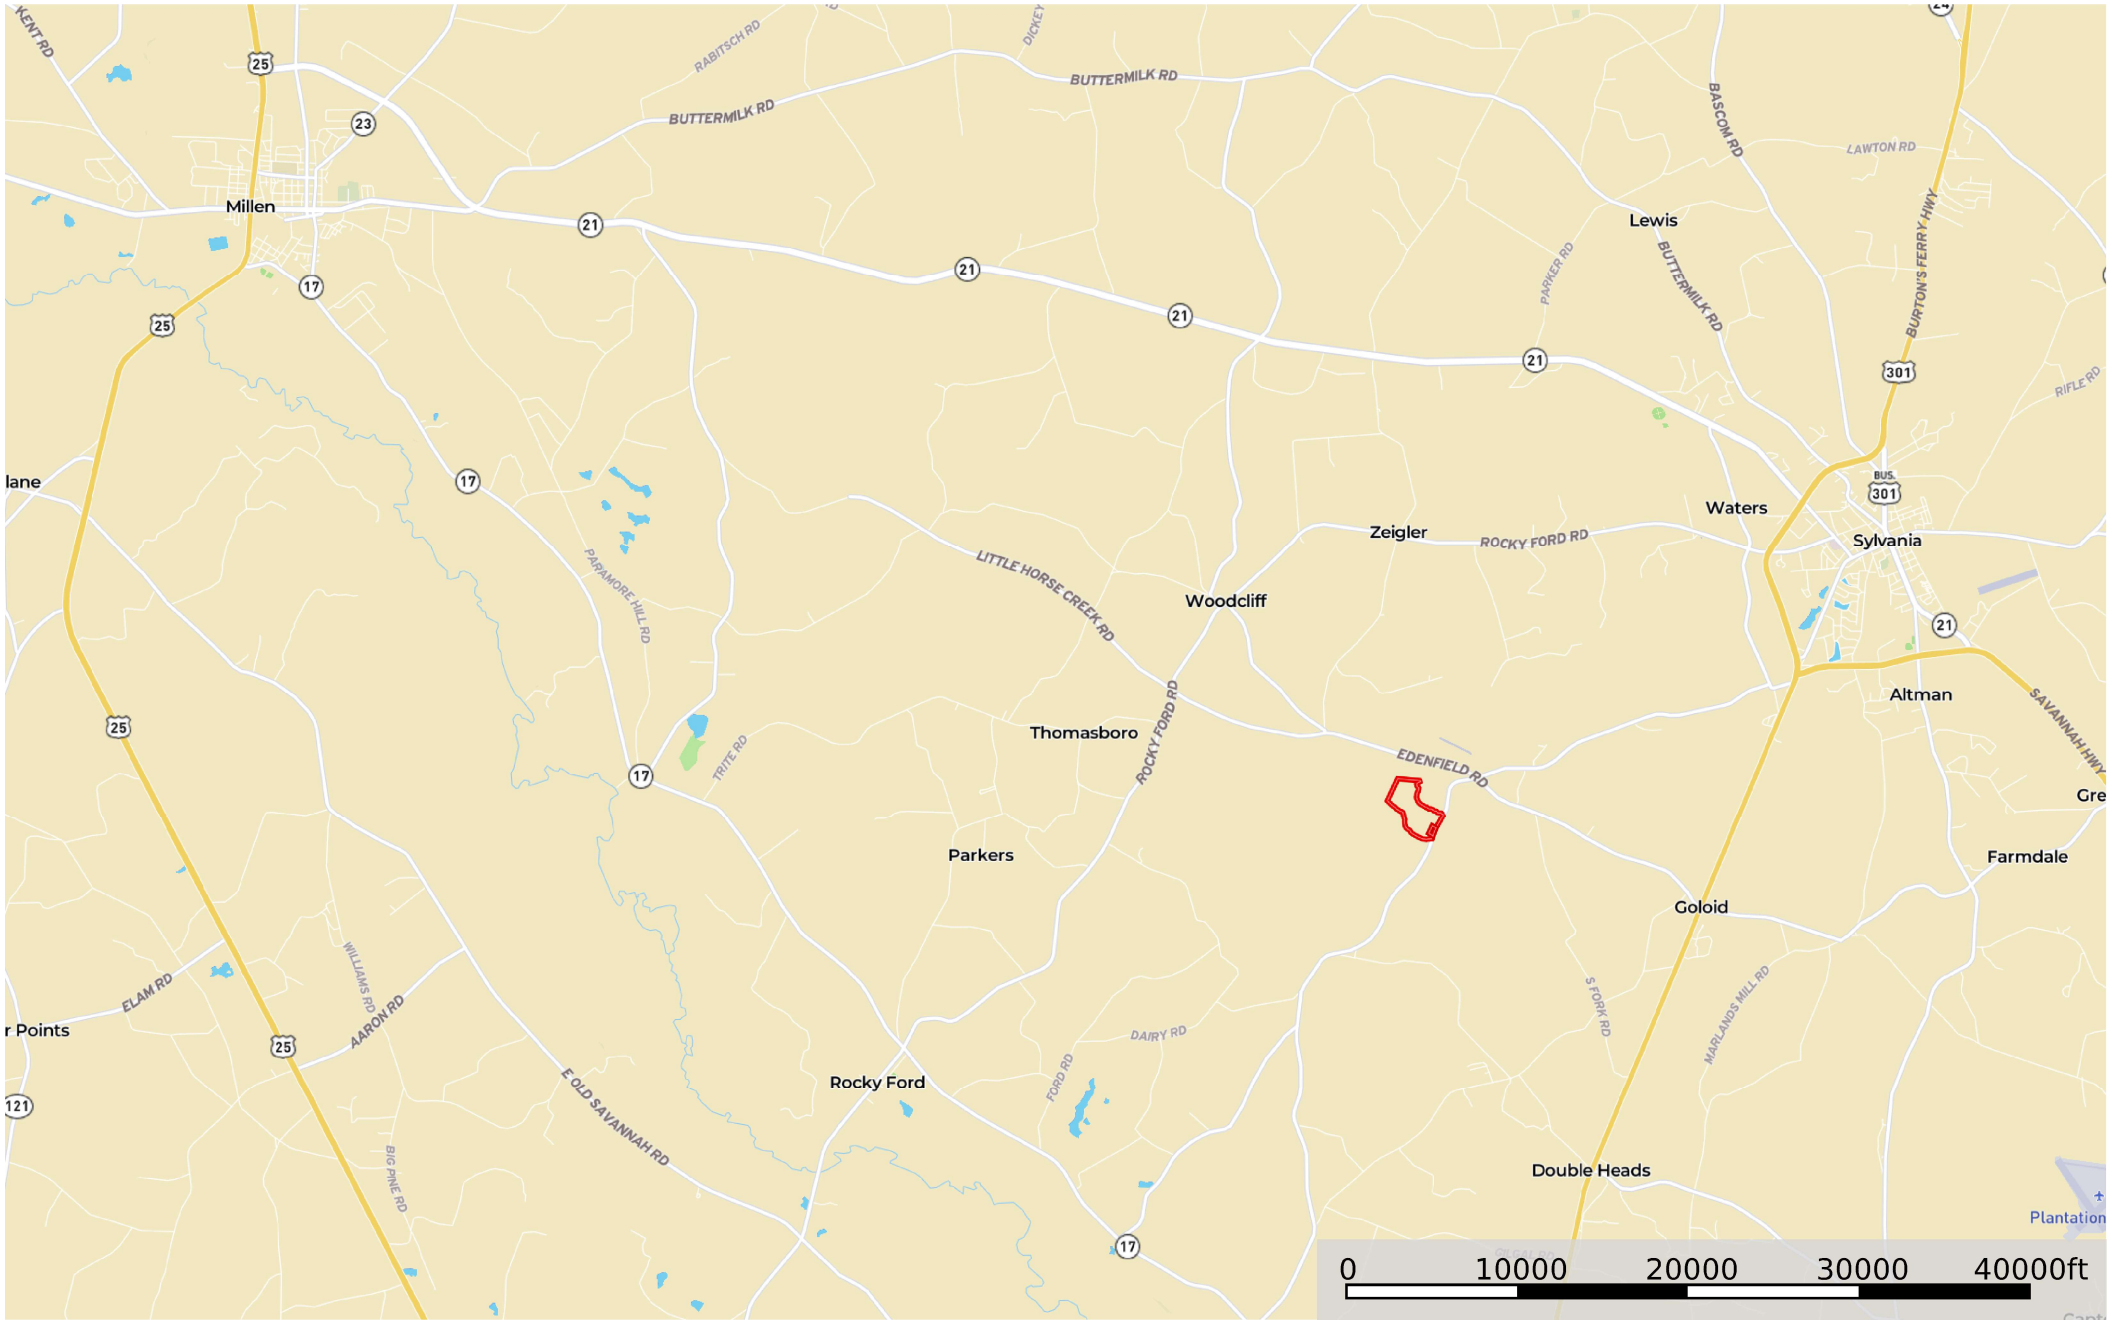 KENT RD
25
RABITSCH RD
DICKEY
24
BUTTERMILK RD
BUTTERMILK RD
23
BASCOM RD
LAWTON RD
Millen
21
Lewis
BURTON'S FERRY HWY
17
21
PARKER RD
BUTTERMILK RD
25
21
21
301
RIFLE RD
lane
17
BUS.
301
Waters
Zeigler
ROCKY FORD RD
Sylvania
LITTLE HORSE CREEK RD
PARAMORE HILL RD
Woodcliff
21
Altman
25
Thomasboro
ROCKY FORD RD
SAVANNAH HWY
TRITE RD
17
EDENFIELD RD
Gre
Parkers
Farmdale
Goloid
WILLIAMS RD
ELAM RD
AARON RD
S FORK RD
MARLANDS MILL RD
r Points
25
DAIRY RD
FORD RD
Rocky Ford
121
E OLD SAVANNAH RD
BIG PINE RD
Double Heads
Plantation
17
0 10000 20000 30000 40000ft